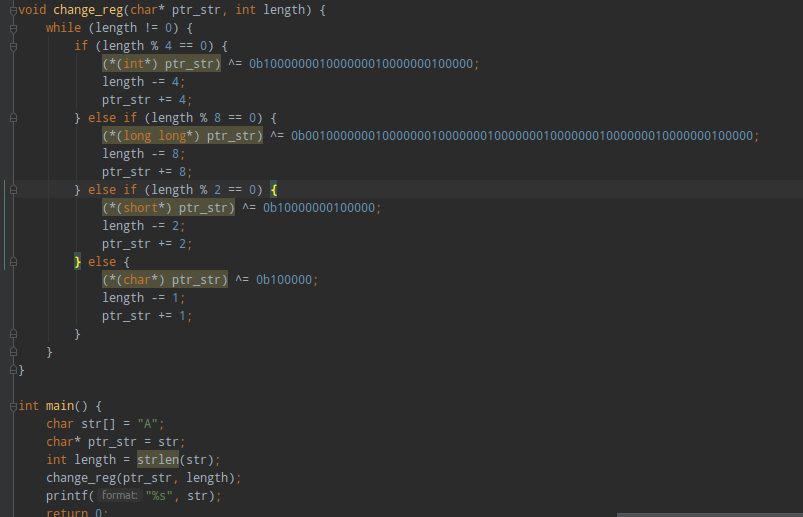 void change_reg(char* ptr_str, int length) {
while (length != 0) {
if (length % 4 == 0) {
(*(int*) ptr_str) ^= 0b100000001000000010000000100000;
length -= 4;
ptr_str += 4;
} else if (length % 8 == 0) {
(*(long long*) ptr_str) ^= 0b0010000000100000001000000010000000100000001000000010000000100000;
length -= 8;
ptr_str += 8;
} else if (length % 2 == 0) {
(*(short*) ptr_str) ^= 0b10000000100000;
length -= 2;
ptr_str += 2;
} else {
(*(char*) ptr_str) ^= 0b100000;
length -= 1;
ptr_str += 1;
}
}
}
int main() {
char str[] = "A";
char* ptr_str = str;
int length = strlen(str);
change_reg(ptr_str, length);
printf( format: "%s", str);
return 0;